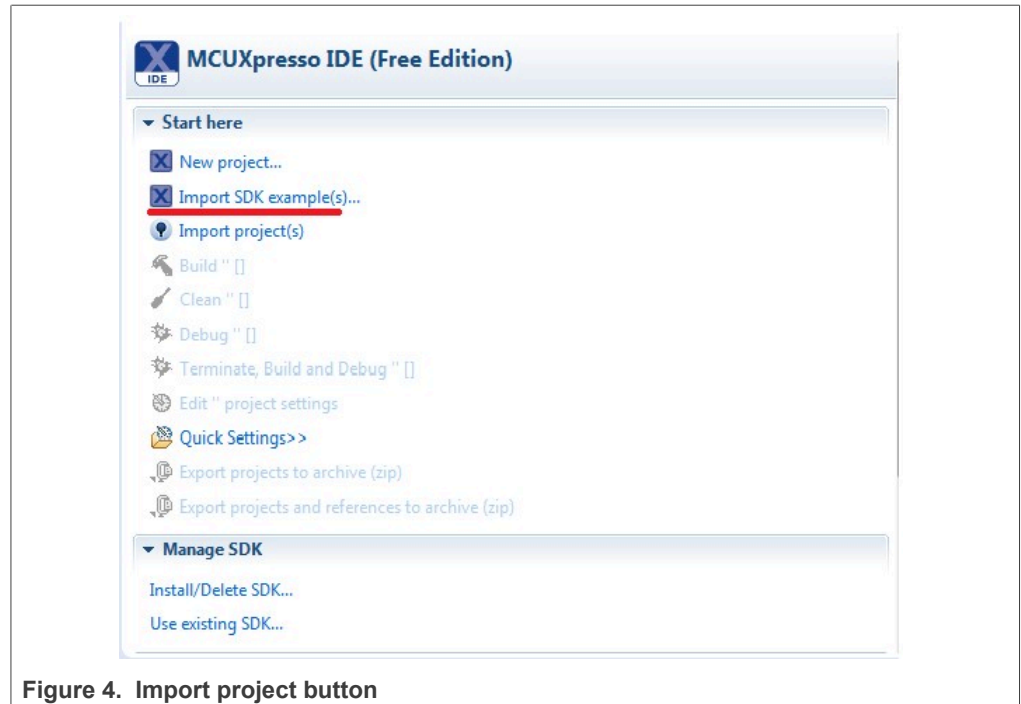 MCUXpresso IDE (Free Edition)
IDE
Start here
New project...
Import SDK example(s)...
Import project(s)
Build '' []
Clean '' []
Debug '' []
Terminate, Build and Debug '' []
Edit '' project settings
Quick Settings>>
Export projects to archive (zip)
Export projects and references to archive (zip)
Manage SDK
Install/Delete SDK...
Use existing SDK...
Figure 4. Import project button